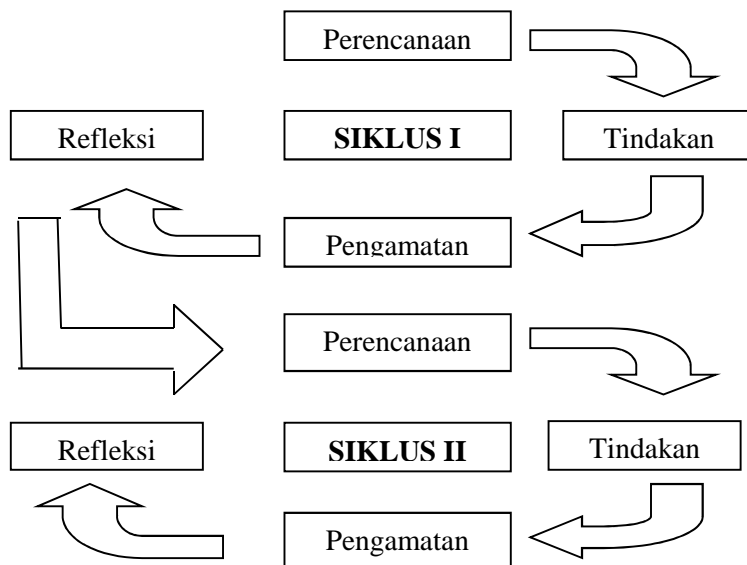 Perencanaan
Refleksi
SIKLUS I
Tindakan
Pengamatan
Perencanaan
Refleksi
SIKLUS II
Tindakan
Pengamatan